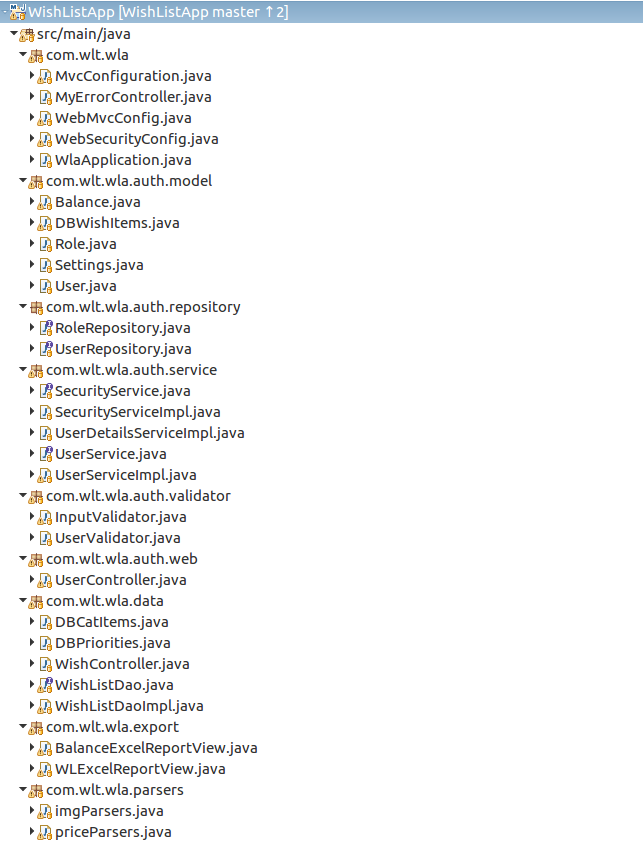 WishListApp [WishListApp master ↑2]
src/main/java
com.wlt.wla
MvcConfiguration.java
MyErrorController.java
WebMvcConfig.java
WebSecurityConfig.java
WlaApplication.java
com.wlt.wla.auth.model
Balance.java
DBWishItems.java
Role.java
Settings.java
User.java
com.wlt.wla.auth.repository
RoleRepository.java
UserRepository.java
com.wlt.wla.auth.service
SecurityService.java
SecurityServiceImpl.java
UserDetailsServiceImpl.java
UserService.java
UserServiceImpl.java
com.wlt.wla.auth.validator
InputValidator.java
UserValidator.java
com.wlt.wla.auth.web
UserController.java
com.wlt.wla.data
DBCatItems.java
DBPriorities.java
WishController.java
WishListDao.java
WishListDaoImpl.java
com.wlt.wla.export
BalanceExcelReportView.java
WLExcelReportView.java
com.wlt.wla.parsers
imgParsers.java
priceParsers.java